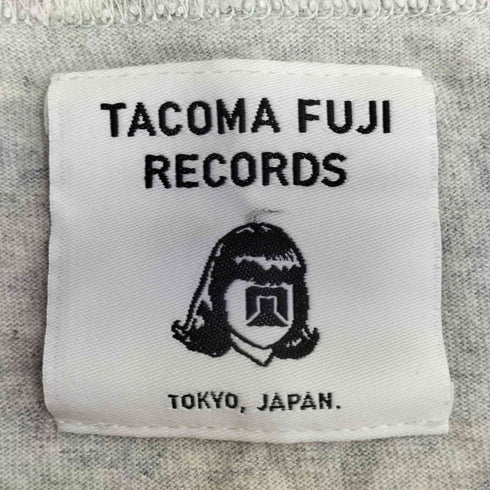 TACOMA FUJI
RECORDS
TOKYO, JAPAN.